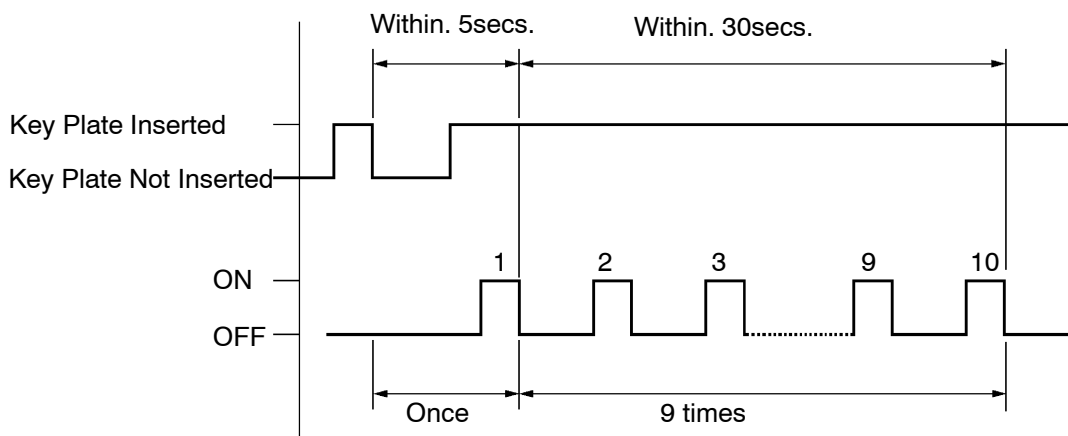 Within. 5secs.
Within. 30secs.
Key Plate Inserted
Key Plate Not Inserted
1 2 3 9 10
ON
OFF
Once
9 times